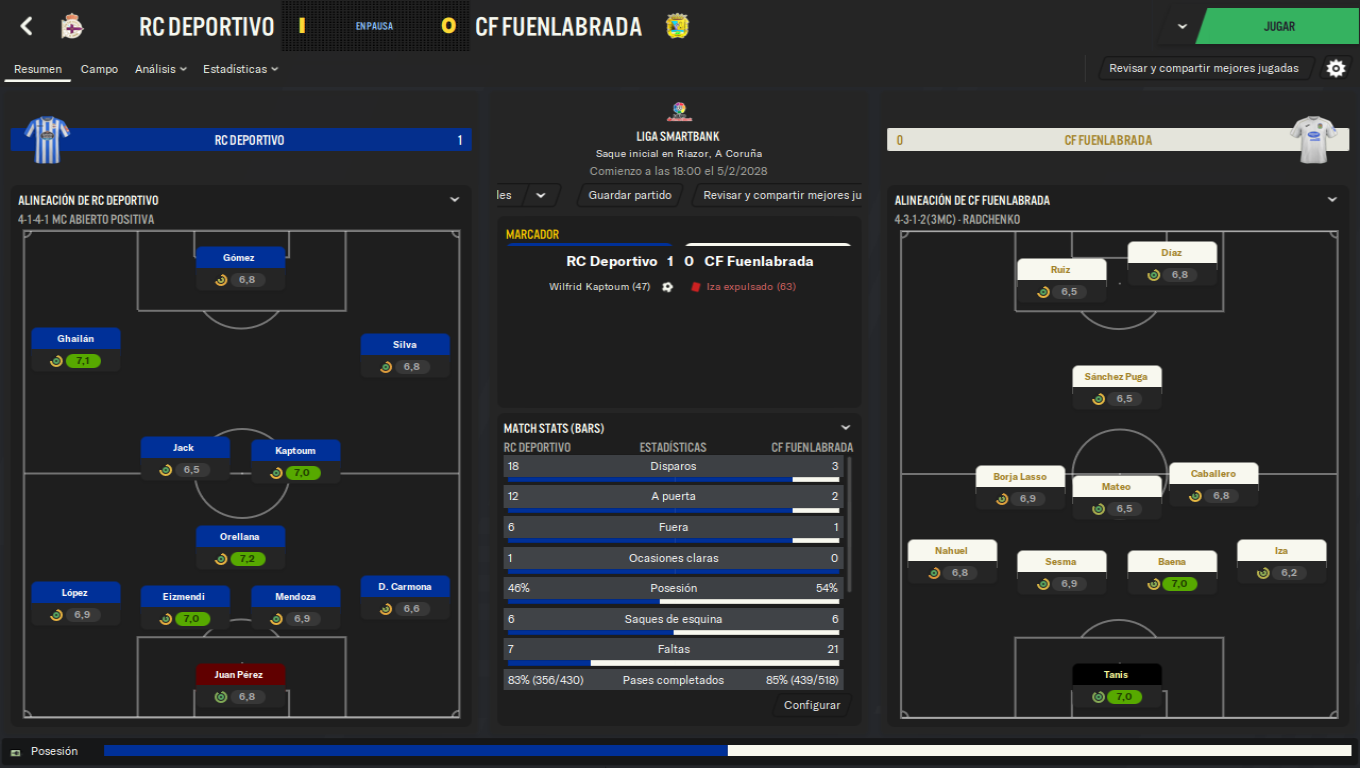 RC DEPORTIVO 1 EN PAUSA 0 CF FUENLABRADA
JUGAR
Resumen Campo Análisis Estadísticas
Revisar y compartir mejores jugadas
RC DEPORTIVO 1
LIGA SMARTBANK
Saque inicial en Riazor, A Coruña
Comienzo a las 18:00 el 5/2/2028
0 CF FUENLABRADA
ALINEACIÓN DE RC DEPORTIVO
4-1-4-1 MC ABIERTO POSITIVA
Gómez
6,8
Ghailán
7,1
Silva
6,8
Jack
6,5
Kaptoum
7,0
Orellana
7,2
López
6,9
Eizmendi
7,0
Mendoza
6,9
D. Carmona
6,6
Juan Pérez
6,8
les Guardar partido Revisar y compartir mejores ju
MARCADOR
RC Deportivo 1 0 CF Fuenlabrada
Wilfrid Kaptoum (47) Iza expulsado (63)
MATCH STATS (BARS)
RC DEPORTIVO ESTADÍSTICAS CF FUENLABRADA
18 Disparos 3
12 A puerta 2
6 Fuera 1
1 Ocasiones claras 0
46% Posesión 54%
6 Saques de esquina 6
7 Faltas 21
83% (356/430) Pases completados 85% (439/518)
Configurar
ALINEACIÓN DE CF FUENLABRADA
4-3-1-2 (3MC) - RADCHENKO
Ruiz
6,5
Díaz
6,8
Sánchez Puga
6,5
Borja Lasso
6,9
Mateo
6,5
Caballero
6,8
Nahuel
6,8
Sesma
6,9
Baena
7,0
Iza
6,2
Tanis
7,0
Posesión